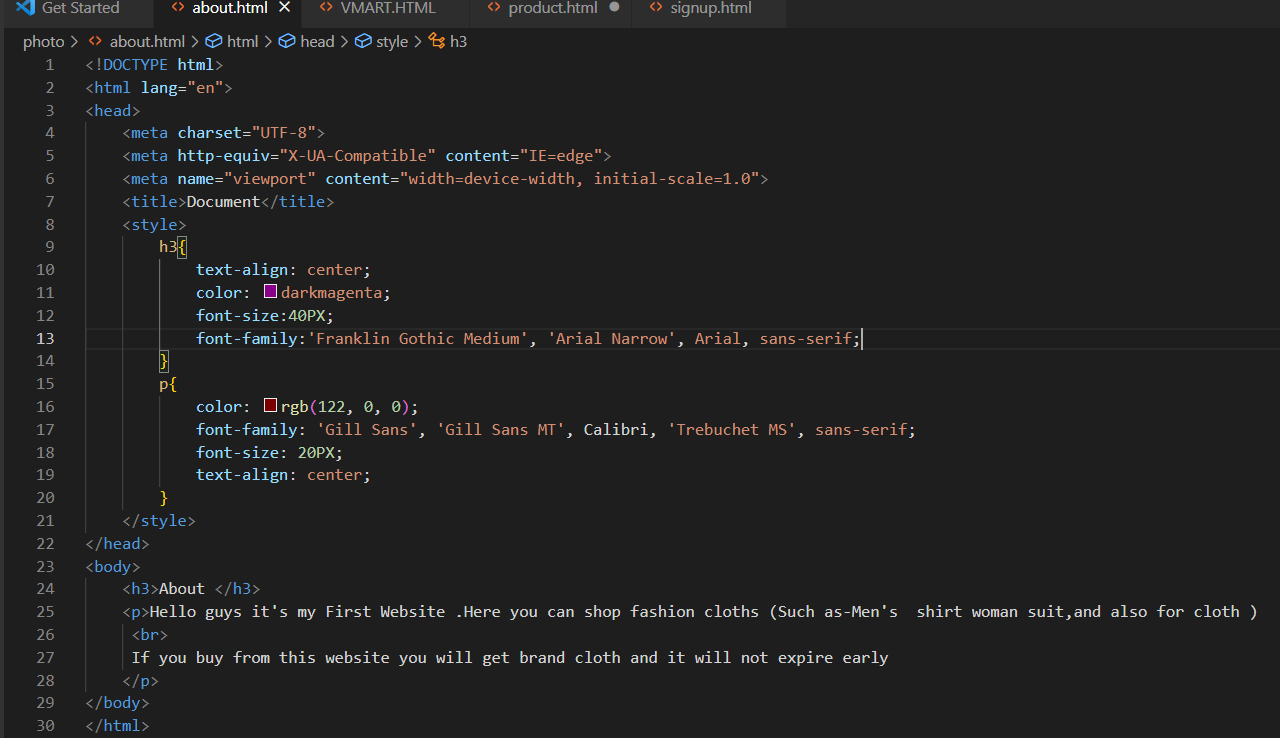 Get Started about.html VMART.HTML product.html signup.html
photo > about.html > html > head > style > h3
1 <!DOCTYPE html>
2 <html lang="en">
3 <head>
4 <meta charset="UTF-8">
5 <meta http-equiv="X-UA-Compatible" content="IE=edge">
6 <meta name="viewport" content="width=device-width, initial-scale=1.0">
7 <title>Document</title>
8 <style>
9 h3{
10 text-align: center;
11 color: darkmagenta;
12 font-size:40PX;
13 font-family:'Franklin Gothic Medium', 'Arial Narrow', Arial, sans-serif;
14 }
15 p{
16 color: rgb(122, 0, 0);
17 font-family: 'Gill Sans', 'Gill Sans MT', Calibri, 'Trebuchet MS', sans-serif;
18 font-size: 20PX;
19 text-align: center;
20 }
21 </style>
22 </head>
23 <body>
24 <h3>About </h3>
25 <p>Hello guys it's my First Website .Here you can shop fashion cloths (Such as-Men's  shirt woman suit,and also for cloth )
26 <br>
27 If you buy from this website you will get brand cloth and it will not expire early
28 </p>
29 </body>
30 </html>